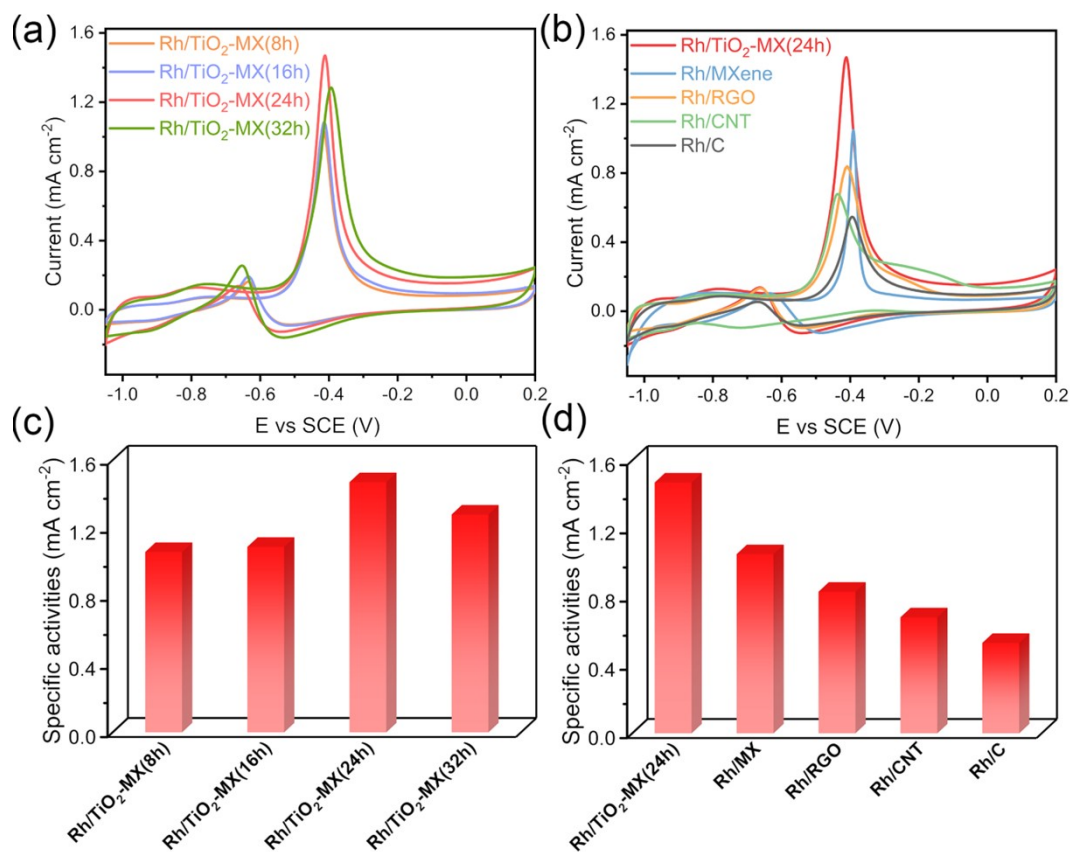 (a)
Rh/TiO₂-MX(8h)
Rh/TiO₂-MX(16h)
Rh/TiO₂-MX(24h)
Rh/TiO₂-MX(32h)
Current (mA cm⁻²)
1.6
1.2
0.8
0.4
0.0
-1.0 -0.8 -0.6 -0.4 -0.2 0.0 0.2
E vs SCE (V)
(b)
Rh/TiO₂-MX(24h)
Rh/MXene
Rh/RGO
Rh/CNT
Rh/C
Current (mA cm⁻²)
1.6
1.2
0.8
0.4
0.0
-1.0 -0.8 -0.6 -0.4 -0.2 0.0 0.2
E vs SCE (V)
(c)
Specific activities (mA cm⁻²)
1.6
1.2
0.8
0.4
0.0
Rh/TiO₂-MX(8h)
Rh/TiO₂-MX(16h)
Rh/TiO₂-MX(24h)
Rh/TiO₂-MX(32h)
(d)
Specific activities (mA cm⁻²)
1.6
1.2
0.8
0.4
0.0
Rh/TiO₂-MX(24h)
Rh/MX
Rh/RGO
Rh/CNT
Rh/C